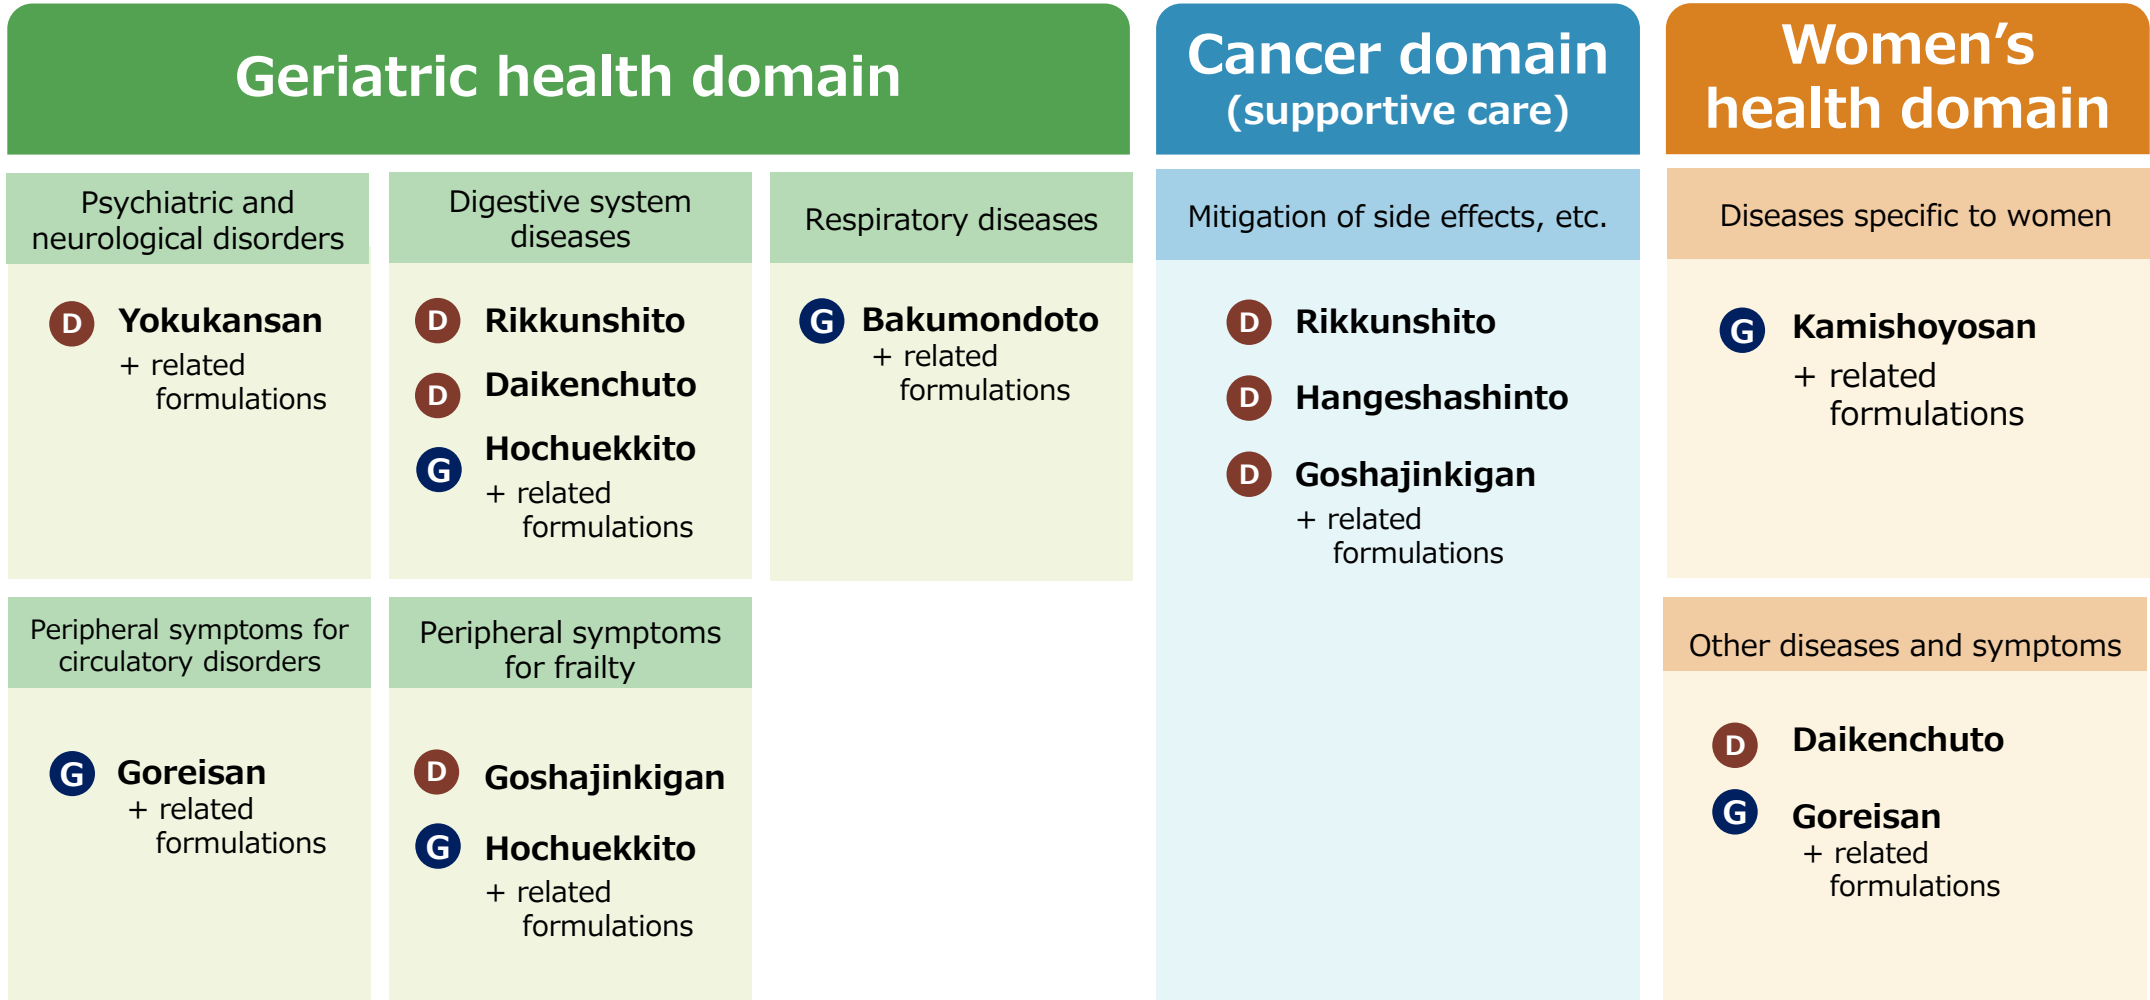 Geriatric health domain
Psychiatric and
neurological disorders
D Yokukansan
+ related
formulations
Digestive system
diseases
D Rikkunshito
D Daikenchuto
G Hochuekkito
+ related
formulations
Respiratory diseases
G Bakumondoto
+ related
formulations
Peripheral symptoms for
circulatory disorders
G Goreisan
+ related
formulations
Peripheral symptoms
for frailty
D Goshajinkigan
G Hochuekkito
+ related
formulations
Cancer domain
(supportive care)
Mitigation of side effects, etc.
D Rikkunshito
D Hangeshashinto
D Goshajinkigan
+ related
formulations
Women’s
health domain
Diseases specific to women
G Kamishoyosan
+ related
formulations
Other diseases and symptoms
D Daikenchuto
G Goreisan
+ related
formulations